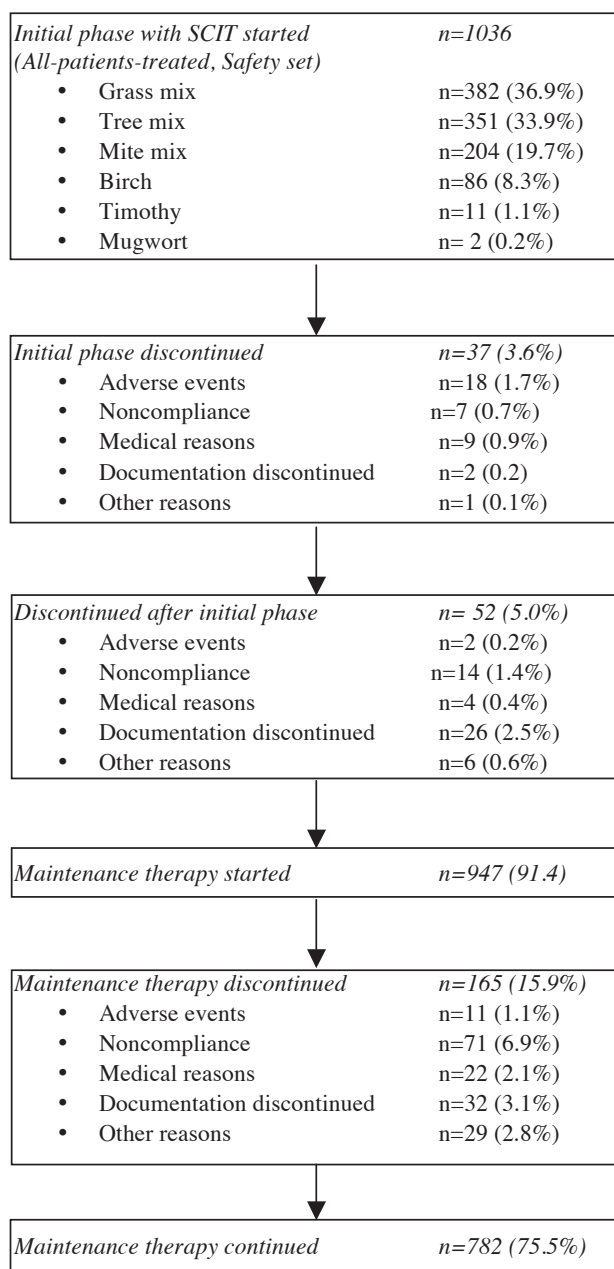 Initial phase with SCIT started n=1036
(All-patients-treated, Safety set)
• Grass mix n=382 (36.9%)
• Tree mix n=351 (33.9%)
• Mite mix n=204 (19.7%)
• Birch n=86 (8.3%)
• Timothy n=11 (1.1%)
• Mugwort n= 2 (0.2%)
Initial phase discontinued n=37 (3.6%)
• Adverse events n=18 (1.7%)
• Noncompliance n=7 (0.7%)
• Medical reasons n=9 (0.9%)
• Documentation discontinued n=2 (0.2)
• Other reasons n=1 (0.1%)
Discontinued after initial phase n= 52 (5.0%)
• Adverse events n=2 (0.2%)
• Noncompliance n=14 (1.4%)
• Medical reasons n=4 (0.4%)
• Documentation discontinued n=26 (2.5%)
• Other reasons n=6 (0.6%)
Maintenance therapy started n=947 (91.4)
Maintenance therapy discontinued n=165 (15.9%)
• Adverse events n=11 (1.1%)
• Noncompliance n=71 (6.9%)
• Medical reasons n=22 (2.1%)
• Documentation discontinued n=32 (3.1%)
• Other reasons n=29 (2.8%)
Maintenance therapy continued n=782 (75.5%)